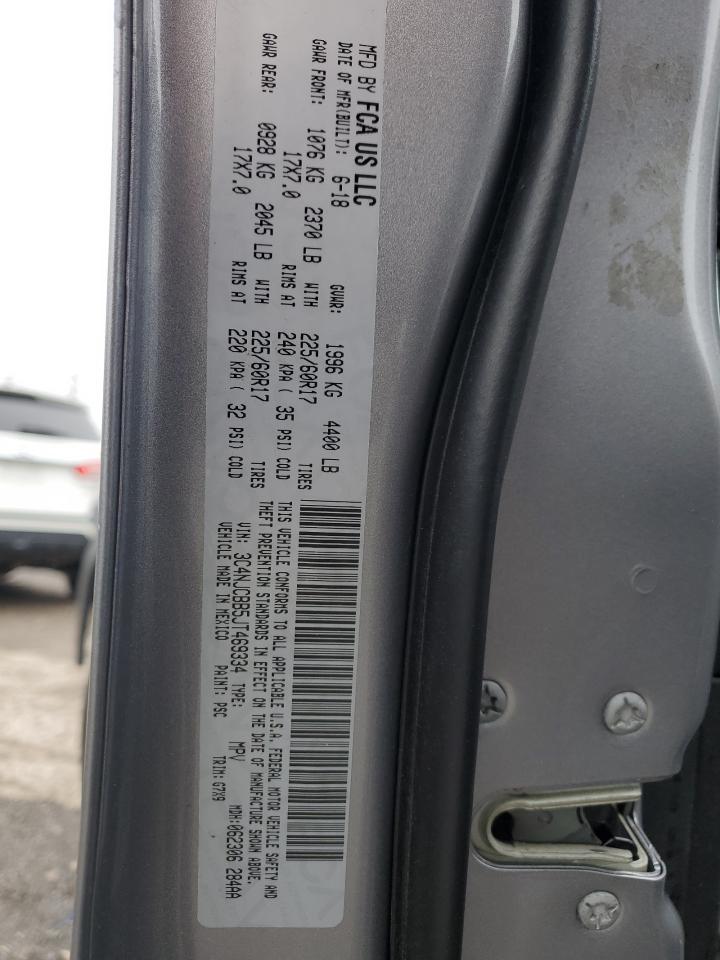 MFD BY FCA US LLC
DATE OF MFR(BUILT): 6-18 GVWR: 1996 KG 4400 LB
GAWR FRONT: 1076 KG 2370 LB WITH 225/60R17 TIRES
17X7.0 RIMS AT 240 KPA ( 35 PSI) COLD
GAWR REAR: 0928 KG 2045 LB WITH 225/60R17 TIRES
17X7.0 RIMS AT 220 KPA ( 32 PSI) COLD
THIS VEHICLE CONFORMS TO ALL APPLICABLE U.S.A. FEDERAL MOTOR VEHICLE SAFETY AND
THEFT PREVENTION STANDARDS IN EFFECT ON THE DATE OF MANUFACTURE SHOWN ABOVE.
VIN: 3C4NJCBB5JT469334 TYPE: MPV MDH:062306 284AA
VEHICLE MADE IN MEXICO PAINT: PSC TRIM:G7X9